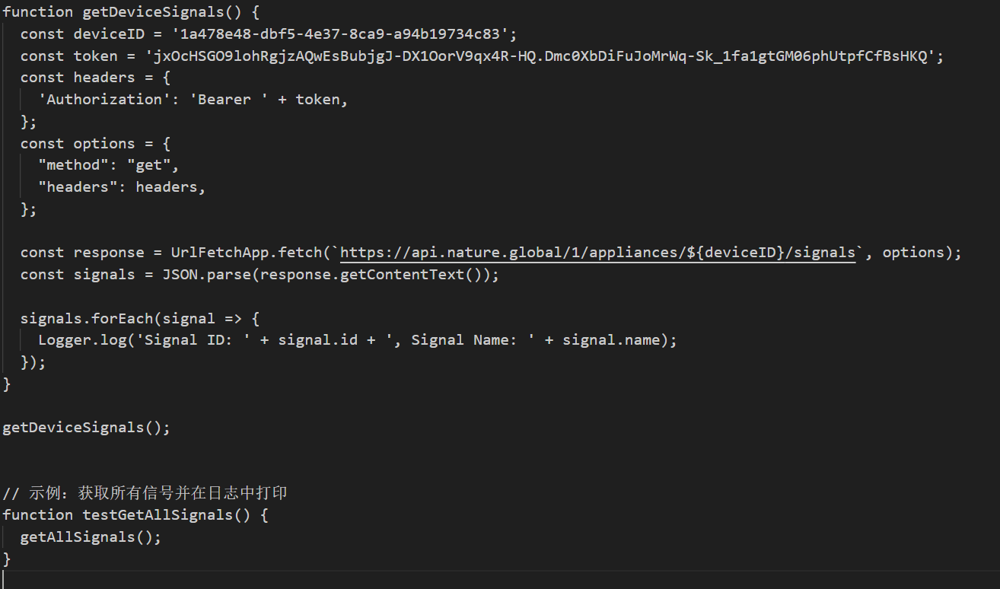 function getDeviceSignals() {
  const deviceID = '1a478e48-dbf5-4e37-8ca9-a94b19734c83';
  const token = 'jxOcHSGO9lohRgjzAQwEsBubjgJ-DX1OorV9qx4R-HQ.Dmc0XbDiFuJoMrWq-Sk_1fa1gtGM06phUtpfCfBsHKQ';
  const headers = {
    'Authorization': 'Bearer ' + token,
  };
  const options = {
    "method": "get",
    "headers": headers,
  };

  const response = UrlFetchApp.fetch(`https://api.nature.global/1/appliances/${deviceID}/signals`, options);
  const signals = JSON.parse(response.getContentText());

  signals.forEach(signal => {
    Logger.log('Signal ID: ' + signal.id + ', Signal Name: ' + signal.name);
  });
}

getDeviceSignals();


// 示例：获取所有信号并在日志中打印
function testGetAllSignals() {
  getAllSignals();
}